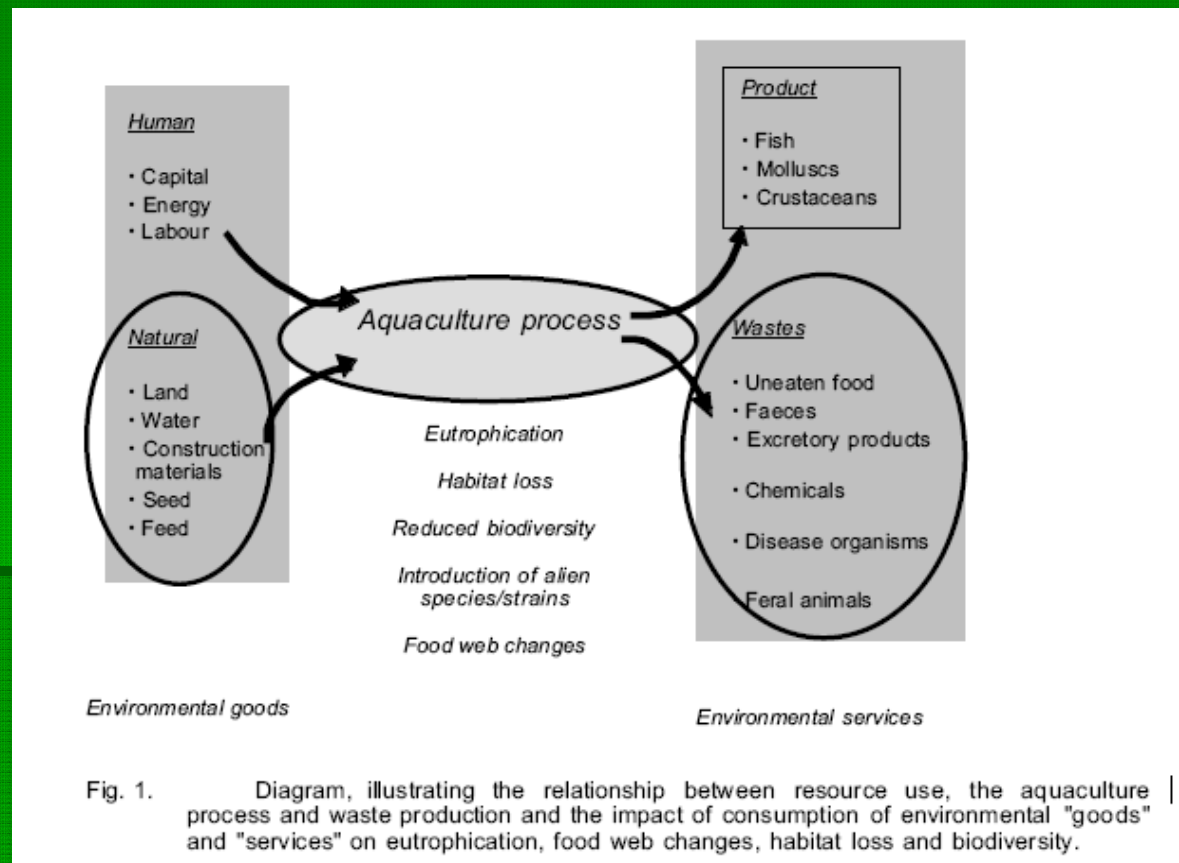 Human
· Capital
· Energy
· Labour
Natural
· Land
· Water
· Construction
materials
· Seed
· Feed
Aquaculture process
Eutrophication
Habitat loss
Reduced biodiversity
Introduction of alien
species/strains
Food web changes
Product
· Fish
· Molluscs
· Crustaceans
Wastes
· Uneaten food
· Faeces
· Excretory products
· Chemicals
· Disease organisms
· Feral animals
Environmental goods
Environmental services
Fig. 1. Diagram, illustrating the relationship between resource use, the aquaculture
process and waste production and the impact of consumption of environmental "goods"
and "services" on eutrophication, food web changes, habitat loss and biodiversity.